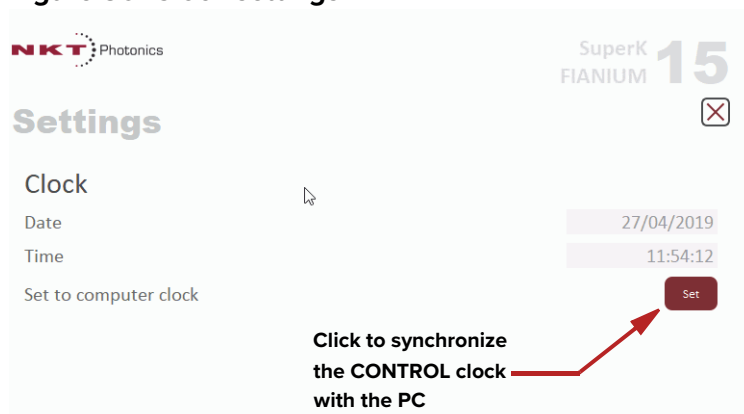 NKT Photonics
SuperK
FIANIUM 15
Settings
Clock
Date 27/04/2019
Time 11:54:12
Set to computer clock Set
Click to synchronize
the CONTROL clock
with the PC